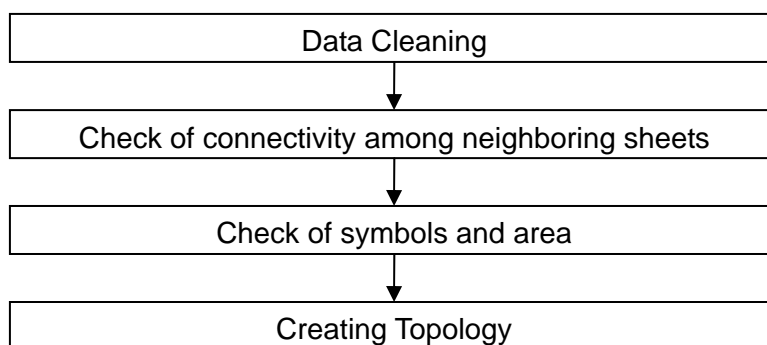 Data Cleaning
Check of connectivity among neighboring sheets
Check of symbols and area
Creating Topology